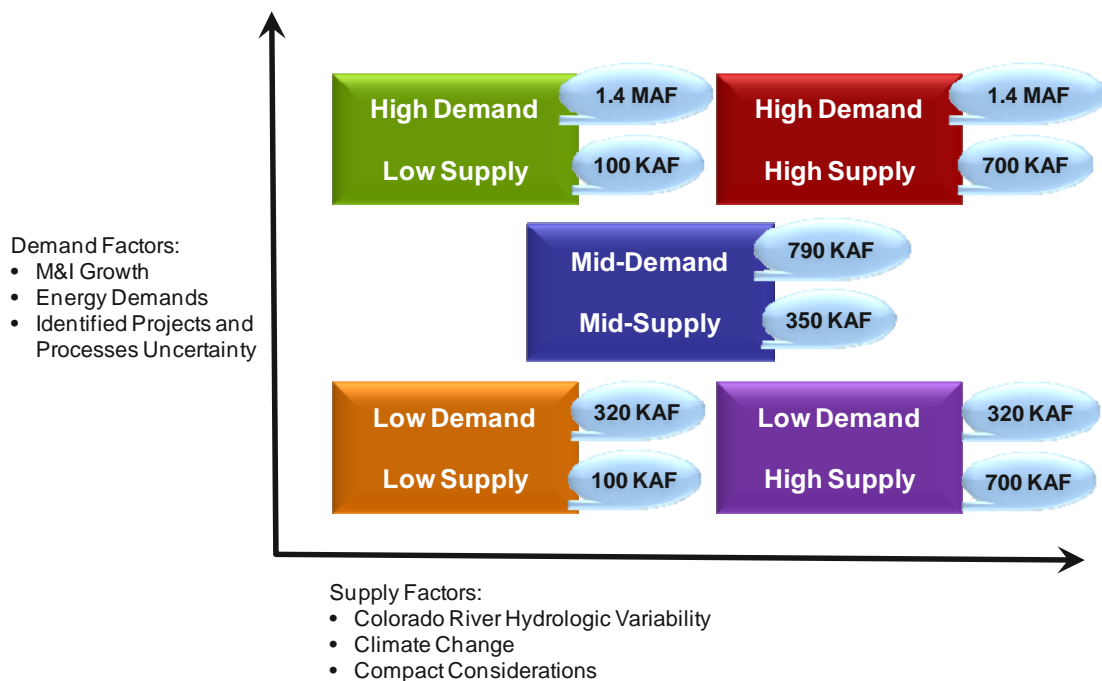 High Demand
1.4 MAF
Low Supply
100 KAF
High Demand
1.4 MAF
High Supply
700 KAF
Demand Factors:
• M&I Growth
• Energy Demands
• Identified Projects and
Processes Uncertainty
Mid-Demand
790 KAF
Mid-Supply
350 KAF
Low Demand
320 KAF
Low Supply
100 KAF
Low Demand
320 KAF
High Supply
700 KAF
Supply Factors:
• Colorado River Hydrologic Variability
• Climate Change
• Compact Considerations